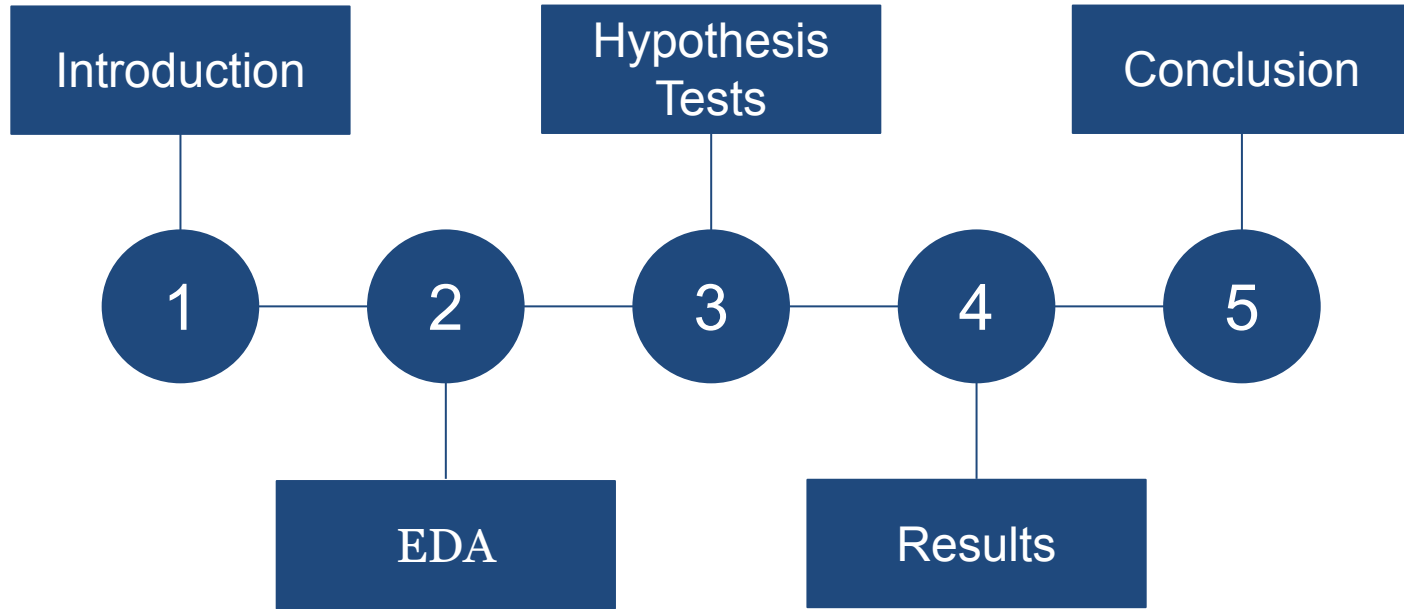 Introduction
Hypothesis
Tests
Conclusion
1
2
3
4
5
EDA
Results